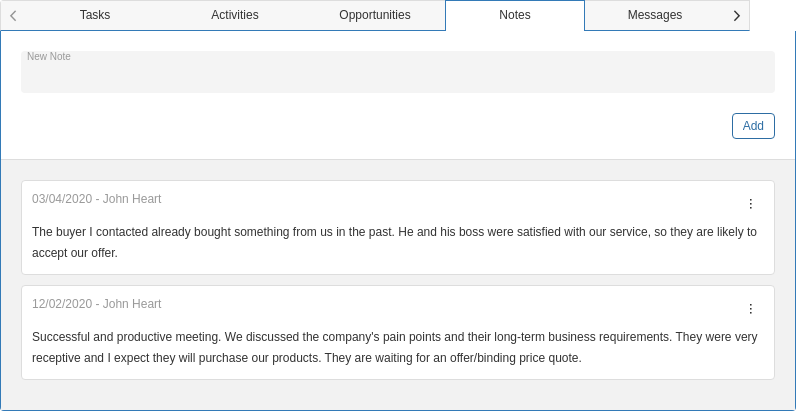 Tasks Activities Opportunities Notes Messages
New Note
Add
03/04/2020 - John Heart
The buyer I contacted already bought something from us in the past. He and his boss were satisfied with our service, so they are likely to
accept our offer.
12/02/2020 - John Heart
Successful and productive meeting. We discussed the company's pain points and their long-term business requirements. They were very
receptive and I expect they will purchase our products. They are waiting for an offer/binding price quote.